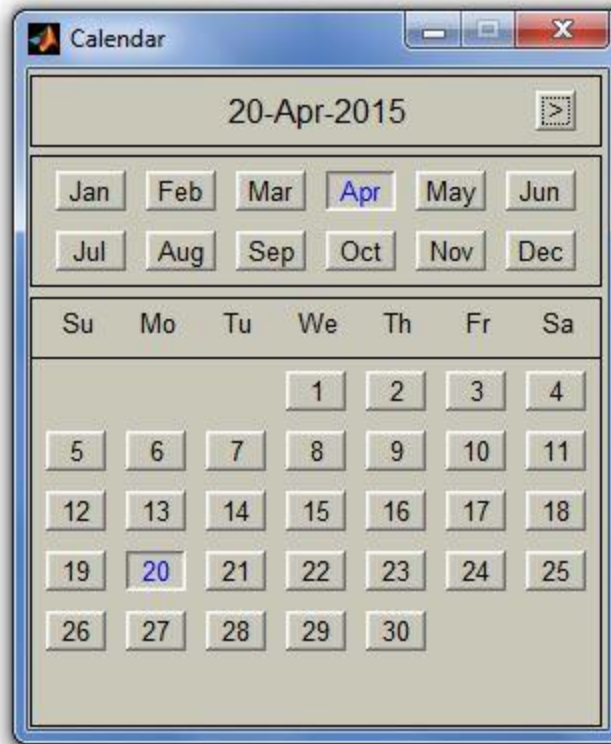 Calendar
20-Apr-2015 >
Jan Feb Mar Apr May Jun
Jul Aug Sep Oct Nov Dec
Su Mo Tu We Th Fr Sa
1 2 3 4
5 6 7 8 9 10 11
12 13 14 15 16 17 18
19 20 21 22 23 24 25
26 27 28 29 30